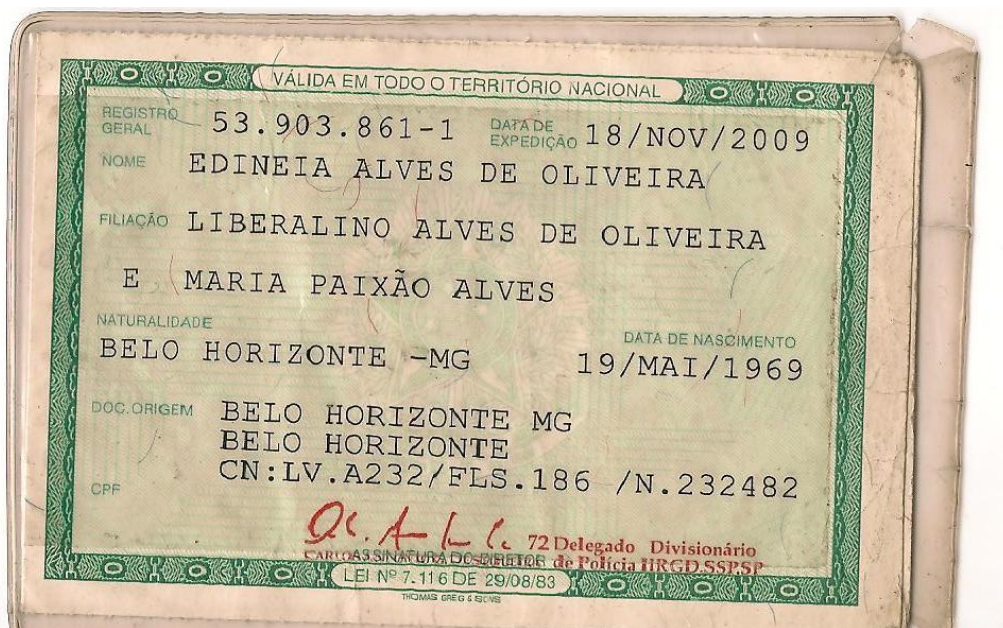 VÁLIDA EM TODO O TERRITÓRIO NACIONAL
REGISTRO GERAL 53.903.861-1 DATA DE EXPEDIÇÃO 18/NOV/2009
NOME EDINEIA ALVES DE OLIVEIRA
FILIAÇÃO LIBERALINO ALVES DE OLIVEIRA
E MARIA PAIXÃO ALVES
NATURALIDADE DATA DE NASCIMENTO
BELO HORIZONTE -MG 19/MAI/1969
DOC.ORIGEM BELO HORIZONTE MG
BELO HORIZONTE
CN:LV.A232/FLS.186 /N.232482
CPF
72 Delegado Divisionário
ASSINATURA DO DIRETOR de Polícia IIRGD.SSP.SP
LEI Nº 7.116 DE 29/08/83
THOMAS GREG & SONS